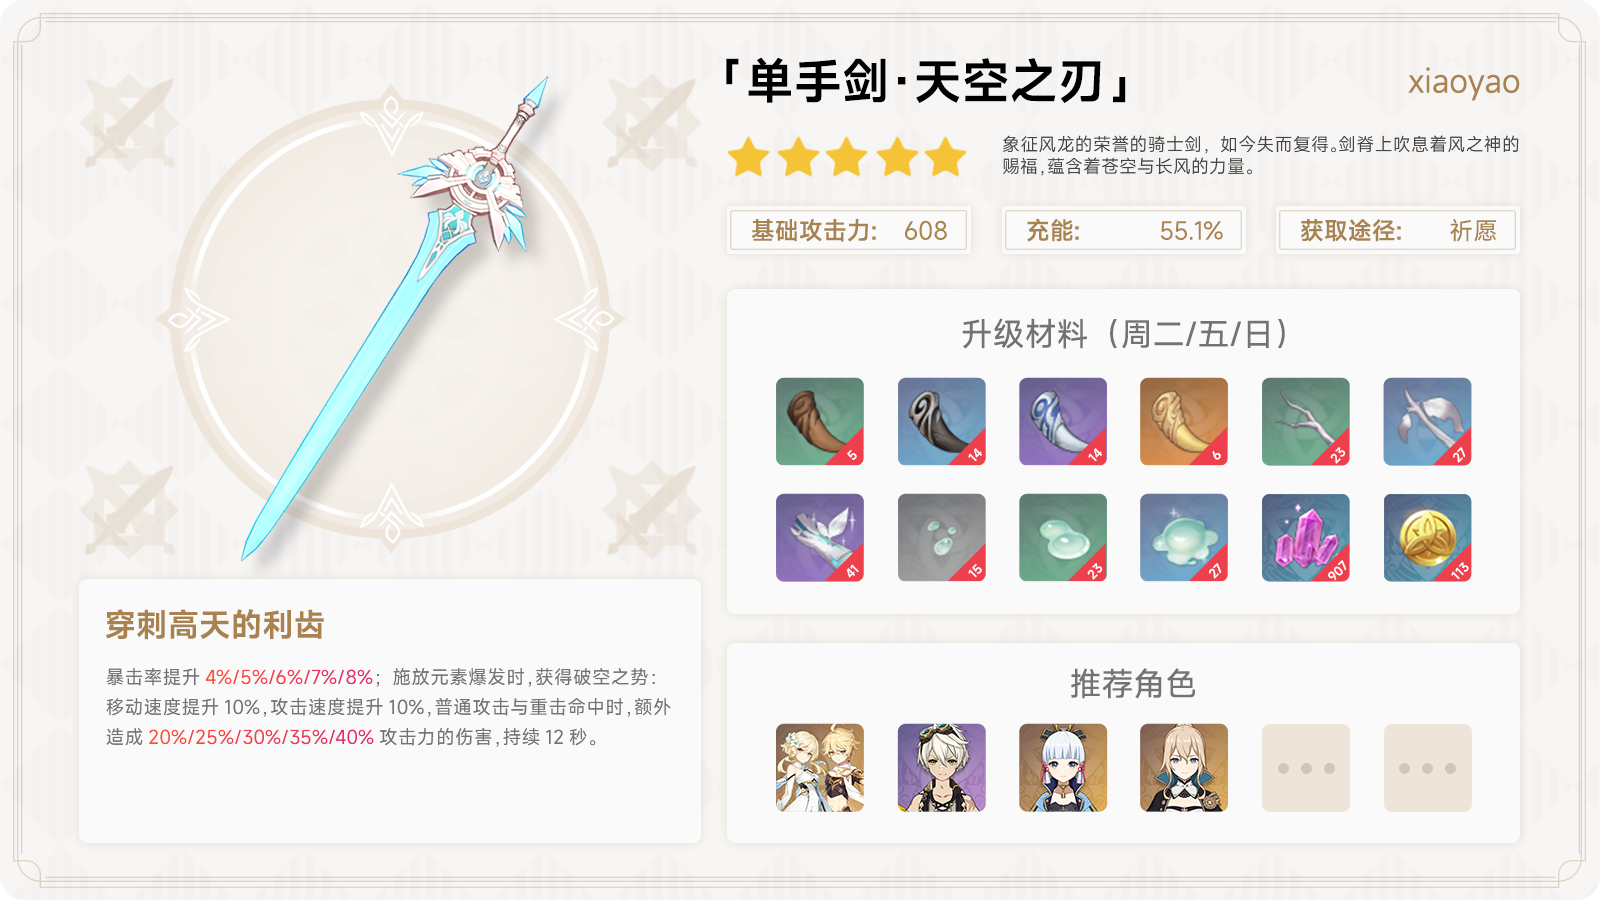 「单手剑·天空之刃」
xiaoyao
象征风龙的荣誉的骑士剑，如今失而复得。剑脊上吹息着风之神的
赐福,蕴含着苍空与长风的力量。
基础攻击力: 608
充能: 55.1%
获取途径: 祈愿
升级材料（周二/五/日）
5 14 14 6 23 27
41 15 23 27 907 113
穿刺高天的利齿
暴击率提升 4%/5%/6%/7%/8%；施放元素爆发时,获得破空之势：
移动速度提升 10%,攻击速度提升 10%,普通攻击与重击命中时,额外
造成 20%/25%/30%/35%/40% 攻击力的伤害,持续 12 秒。
推荐角色